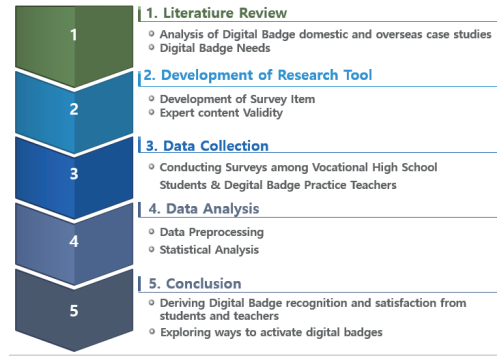 1
1. Literatiure Review
Analysis of Digital Badge domestic and overseas case studies
Digital Badge Needs
2
2. Development of Research Tool
Development of Survey Item
Expert content Validity
3
3. Data Collection
Conducting Surveys among Vocational High School
Students & Degital Badge Practice Teachers
4
4. Data Analysis
Data Preprocessing
Statistical Analysis
5
5. Conclusion
Deriving Digital Badge recognition and satisfaction from
students and teachers
Exploring ways to activate digital badges